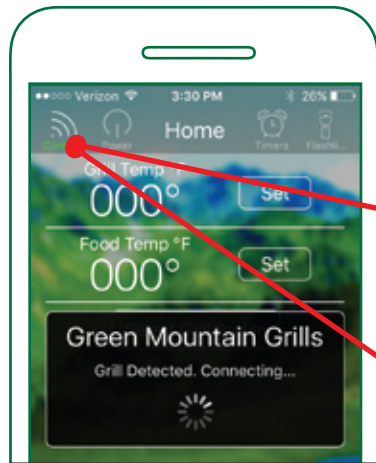 Verizon 3:30 PM 26%
Power Home Timers Flashli...
Grill Temp °F
000° Set
Food Temp °F
000° Set
Green Mountain Grills
Grill Detected. Connecting...